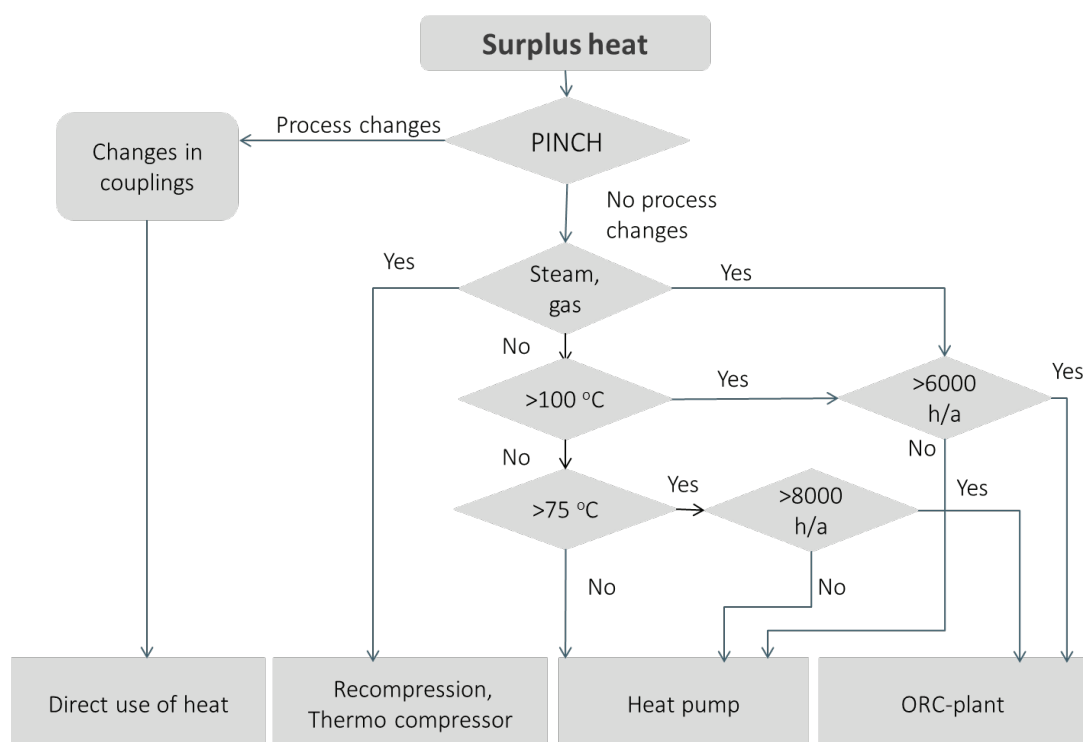 Surplus heat
Process changes
PINCH
Changes in
couplings
No process
changes
Yes
Steam,
gas
Yes
No
>100 °C
Yes
>6000
h/a
Yes
No
No
>75 °C
Yes
>8000
h/a
Yes
No
No
Direct use of heat
Recompression,
Thermo compressor
Heat pump
ORC-plant